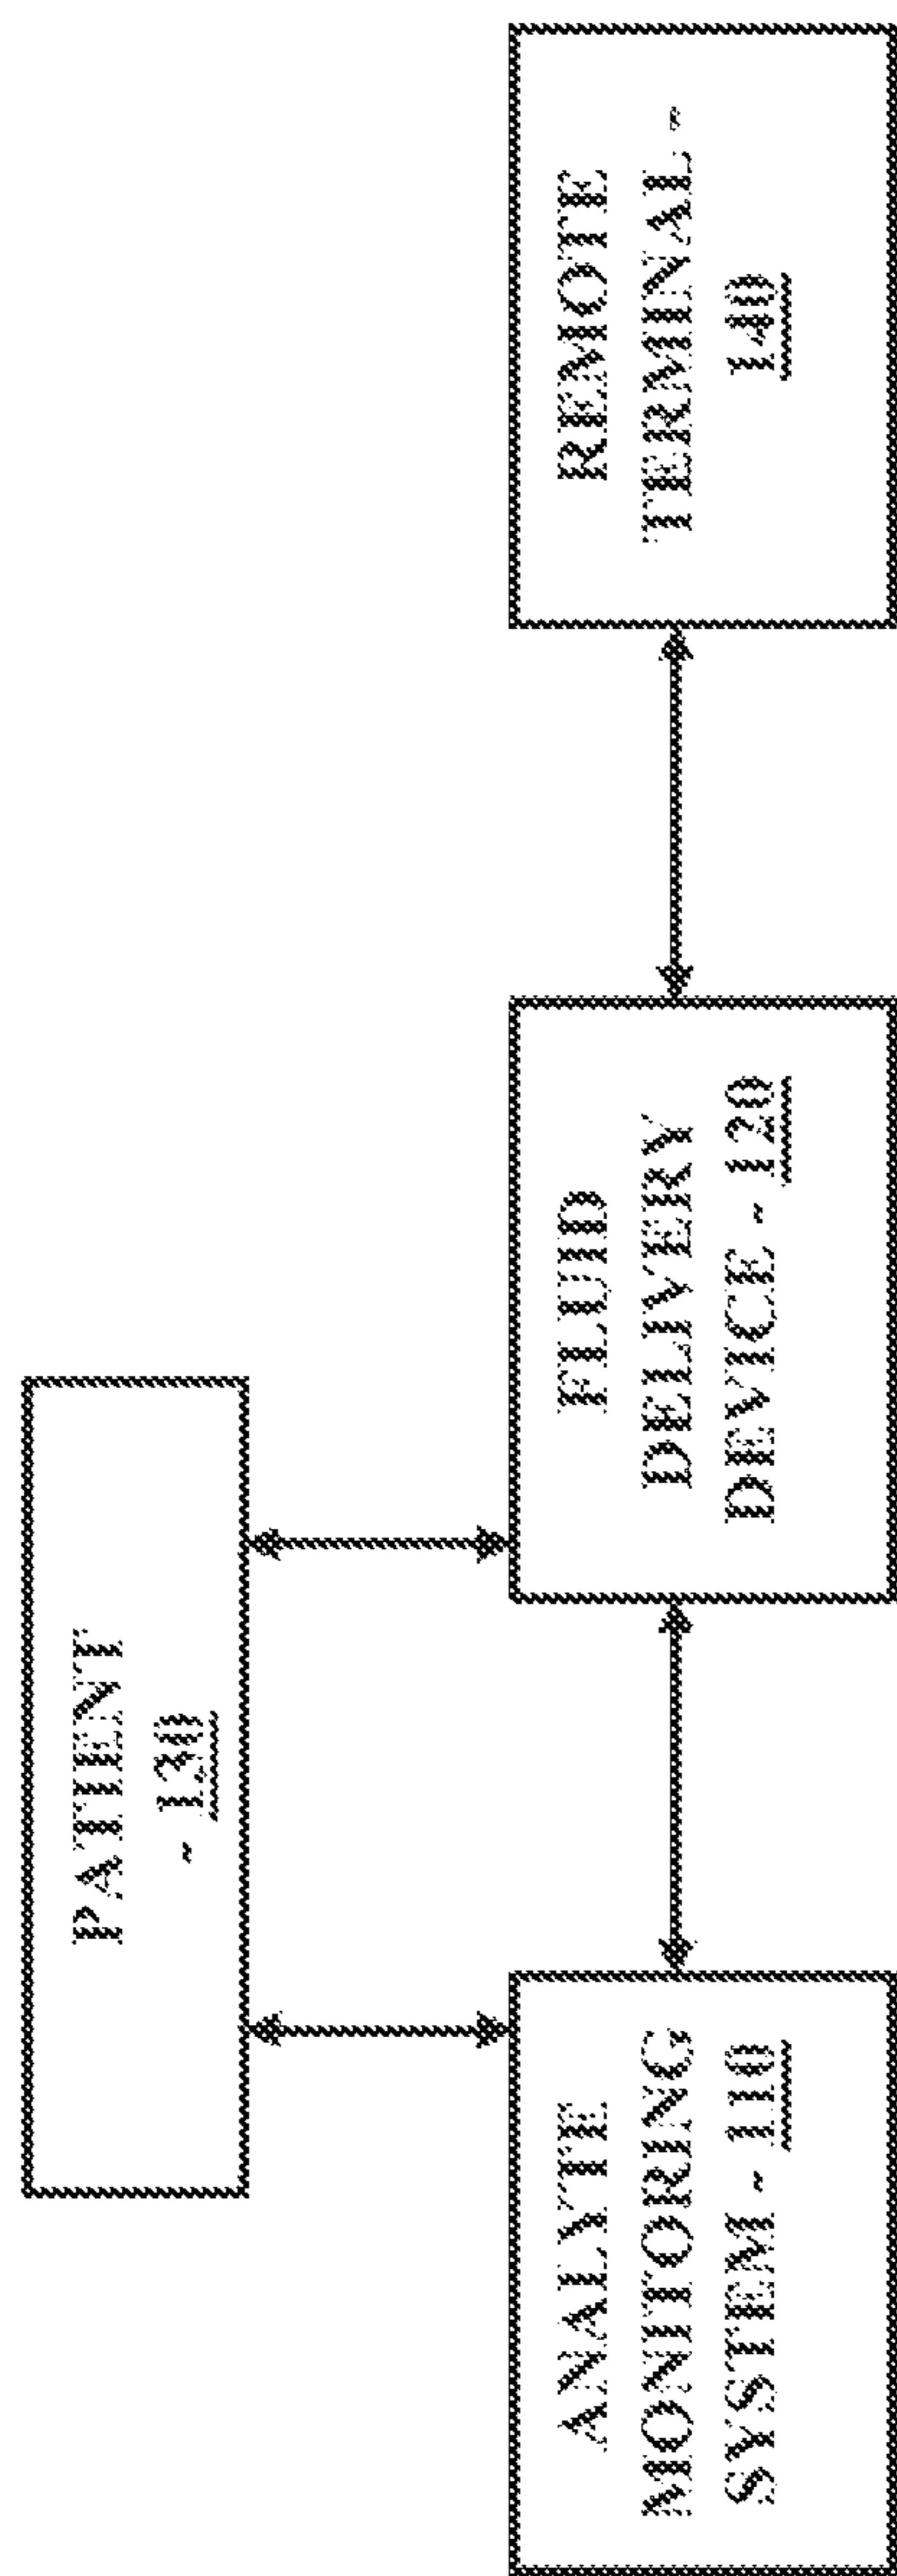 PATIENT
- 130
ANALYTE
MONITORING
SYSTEM - 110
FLUID
DELIVERY
DEVICE - 120
REMOTE
TERMINAL -
140